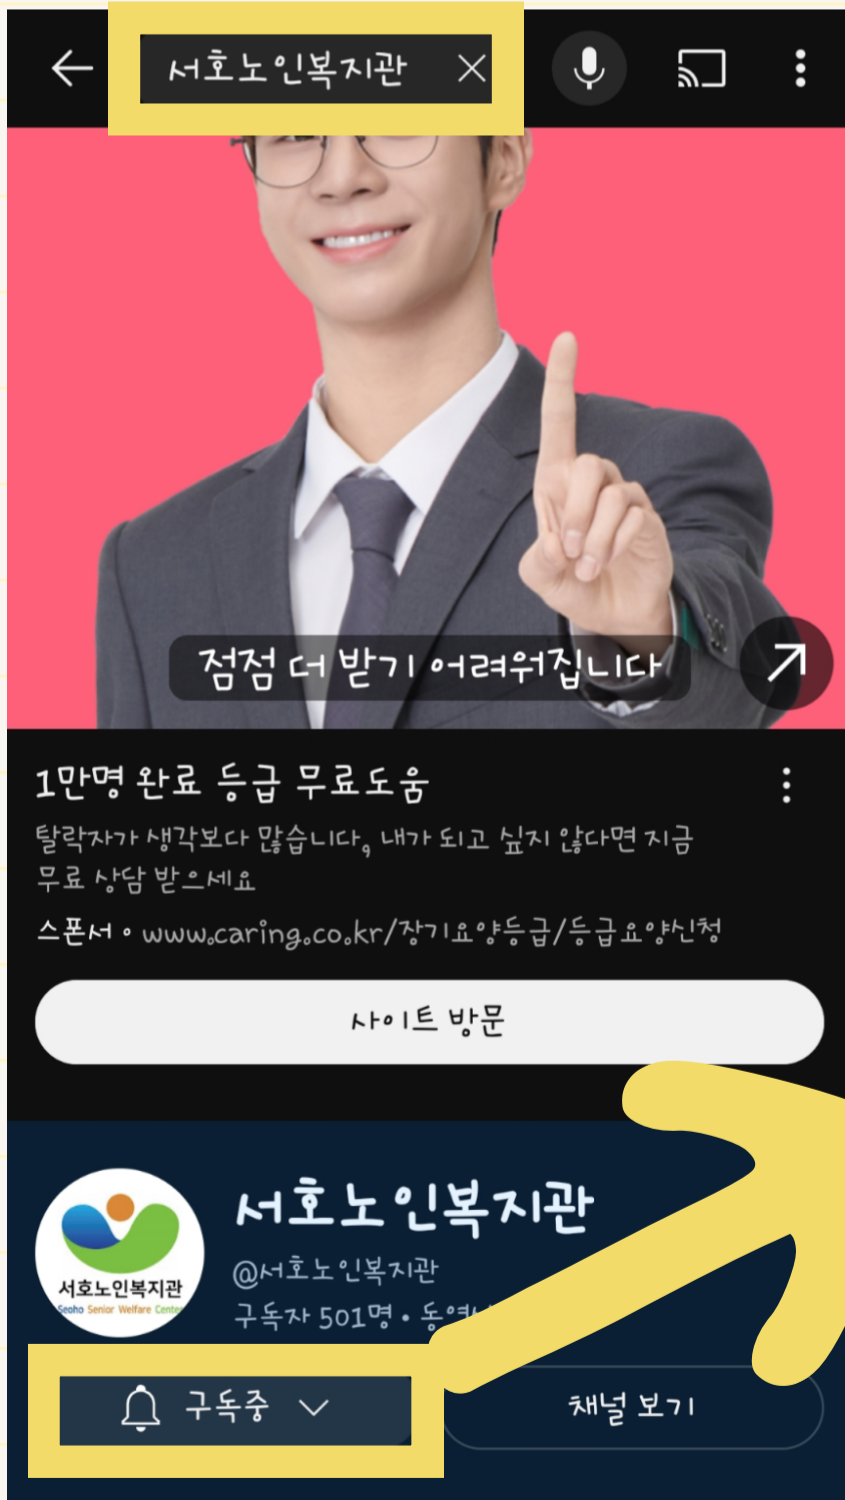 서호노인복지관
점점 더 받기 어려워집니다
1만명 완료 등급 무료도움
탈락자가 생각보다 많습니다, 내가 되고 싶지 않다면 지금
무료 상담 받으세요
스폰서 • www.caring.co.kr/장기요양등급/등급요양신청
사이트 방문
서호노인복지관
Seoho Senior Welfare Center
서호노인복지관
@서호노인복지관
구독자 501명 •
구독중
채널 보기